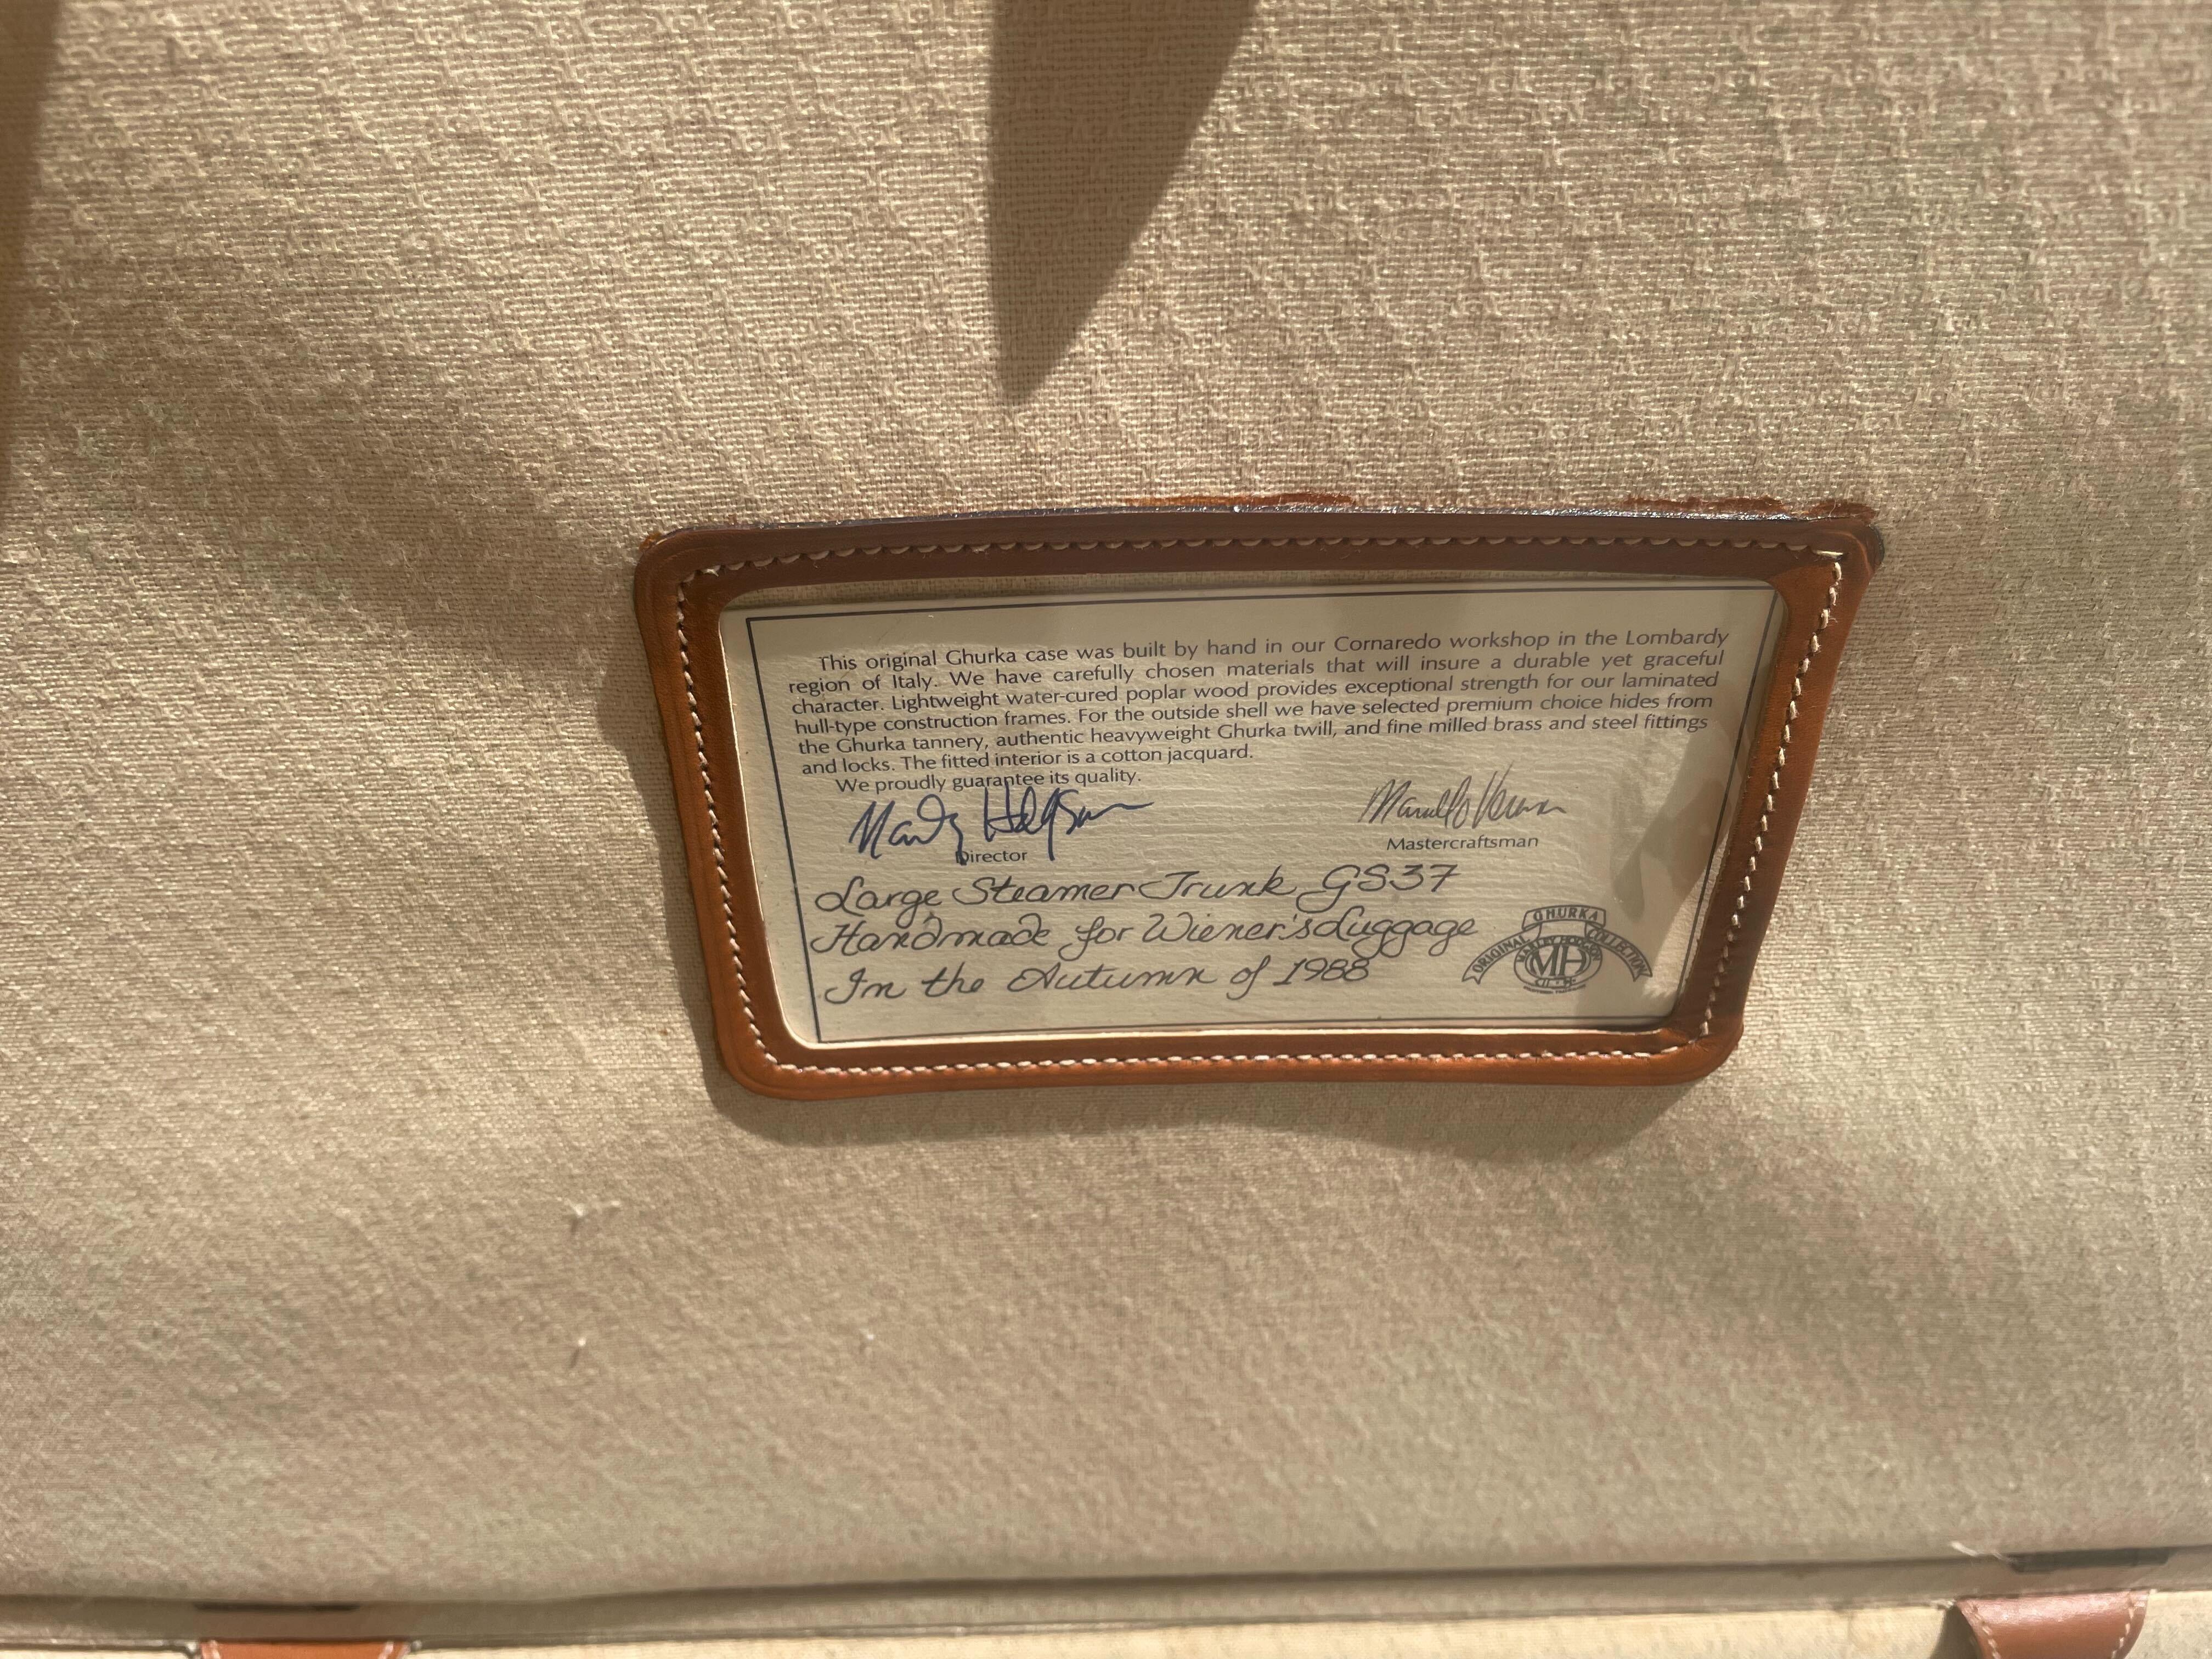 This original Ghurka case was built by hand in our Cornaredo workshop in the Lombardy
region of Italy. We have carefully chosen materials that will insure a durable yet graceful
character. Lightweight water-cured poplar wood provides exceptional strength for our laminated
hull-type construction frames. For the outside shell we have selected premium choice hides from
the Ghurka tannery, authentic heavyweight Ghurka twill, and fine milled brass and steel fittings
and locks. The fitted interior is a cotton jacquard.
We proudly guarantee its quality.
Director
Mastercraftsman
Large Steamer Trunk GS37
Handmade for Wiener's Luggage
In the Autumn of 1988
GHURKA
ORIGINAL COLLECTION
MH